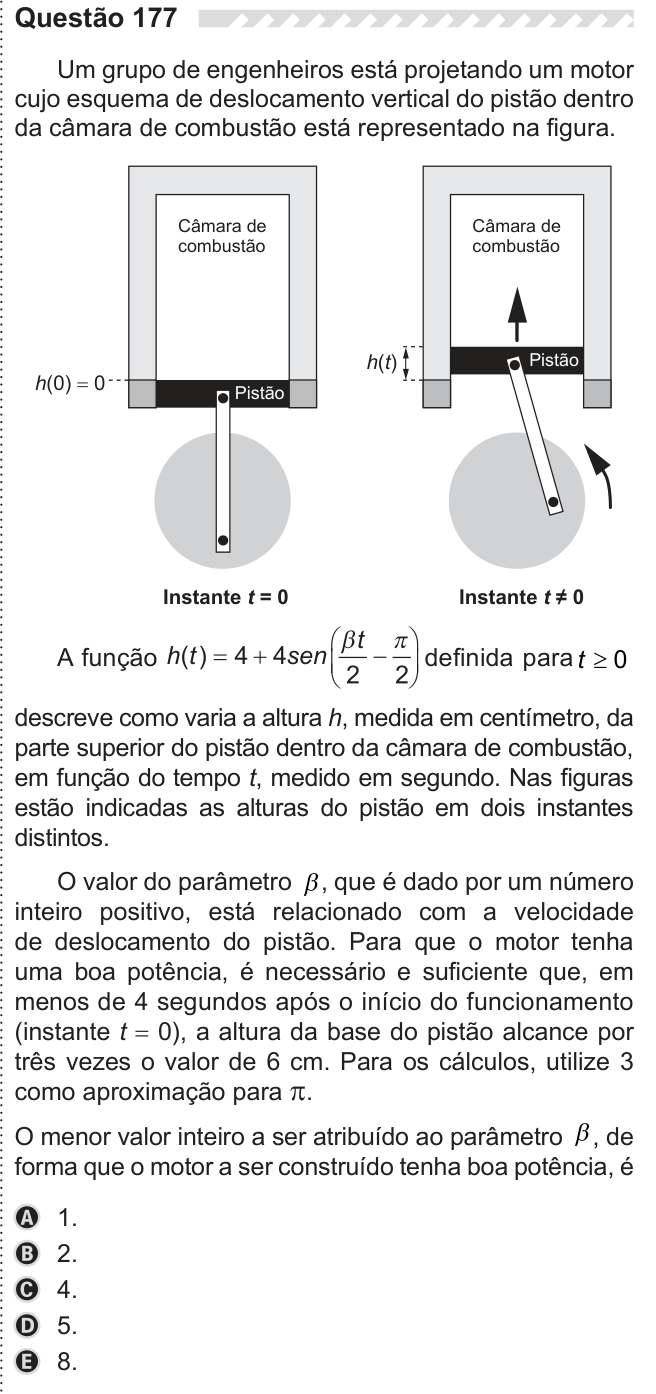 Questão 177
Um grupo de engenheiros está projetando um motor
cujo esquema de deslocamento vertical do pistão dentro
da câmara de combustão está representado na figura.
Câmara de
combustão
h(0) = 0
Pistão
Instante t = 0
Câmara de
combustão
h(t)
Pistão
Instante t ≠ 0
A função h(t) = 4 + 4sen(βt/2 − π/2) definida para t ≥ 0
descreve como varia a altura h, medida em centímetro, da
parte superior do pistão dentro da câmara de combustão,
em função do tempo t, medido em segundo. Nas figuras
estão indicadas as alturas do pistão em dois instantes
distintos.
O valor do parâmetro β, que é dado por um número
inteiro positivo, está relacionado com a velocidade
de deslocamento do pistão. Para que o motor tenha
uma boa potência, é necessário e suficiente que, em
menos de 4 segundos após o início do funcionamento
(instante t = 0), a altura da base do pistão alcance por
três vezes o valor de 6 cm. Para os cálculos, utilize 3
como aproximação para π.
O menor valor inteiro a ser atribuído ao parâmetro β, de
forma que o motor a ser construído tenha boa potência, é
A 1.
B 2.
C 4.
D 5.
E 8.